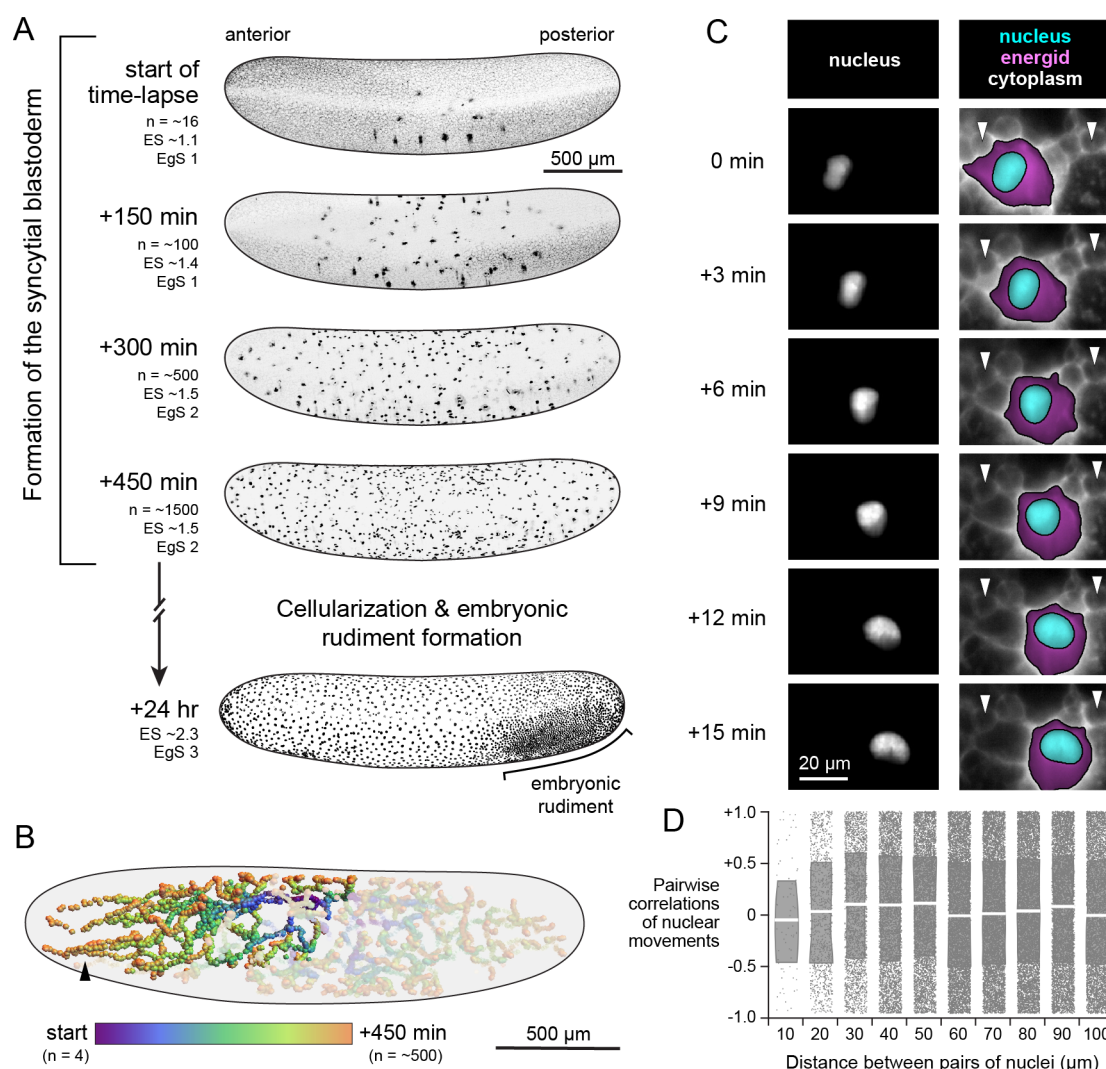 A
anterior
posterior
Formation of the syncytial blastoderm
start of
time-lapse
n = ~16
ES ~1.1
EgS 1
500 µm
+150 min
n = ~100
ES ~1.4
EgS 1
+300 min
n = ~500
ES ~1.5
EgS 2
+450 min
n = ~1500
ES ~1.5
EgS 2
Cellularization & embryonic
rudiment formation
+24 hr
ES ~2.3
EgS 3
embryonic
rudiment
B
start
(n = 4)
+450 min
(n = ~500)
500 µm
C
nucleus
nucleus
energid
cytoplasm
0 min
+3 min
+6 min
+9 min
+12 min
+15 min
20 µm
D
Pairwise
correlations
of nuclear
movements
+1.0
+0.5
0
-0.5
-1.0
10 20 30 40 50 60 70 80 90 100
Distance between pairs of nuclei (µm)